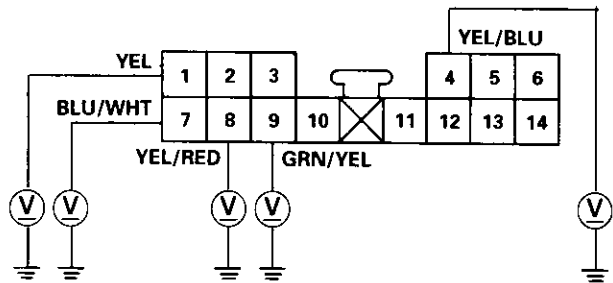 YEL/BLU
YEL 1 2 3 4 5 6
BLU/WHT 7 8 9 10 11 12 13 14
YEL/RED GRN/YEL
V V V V V